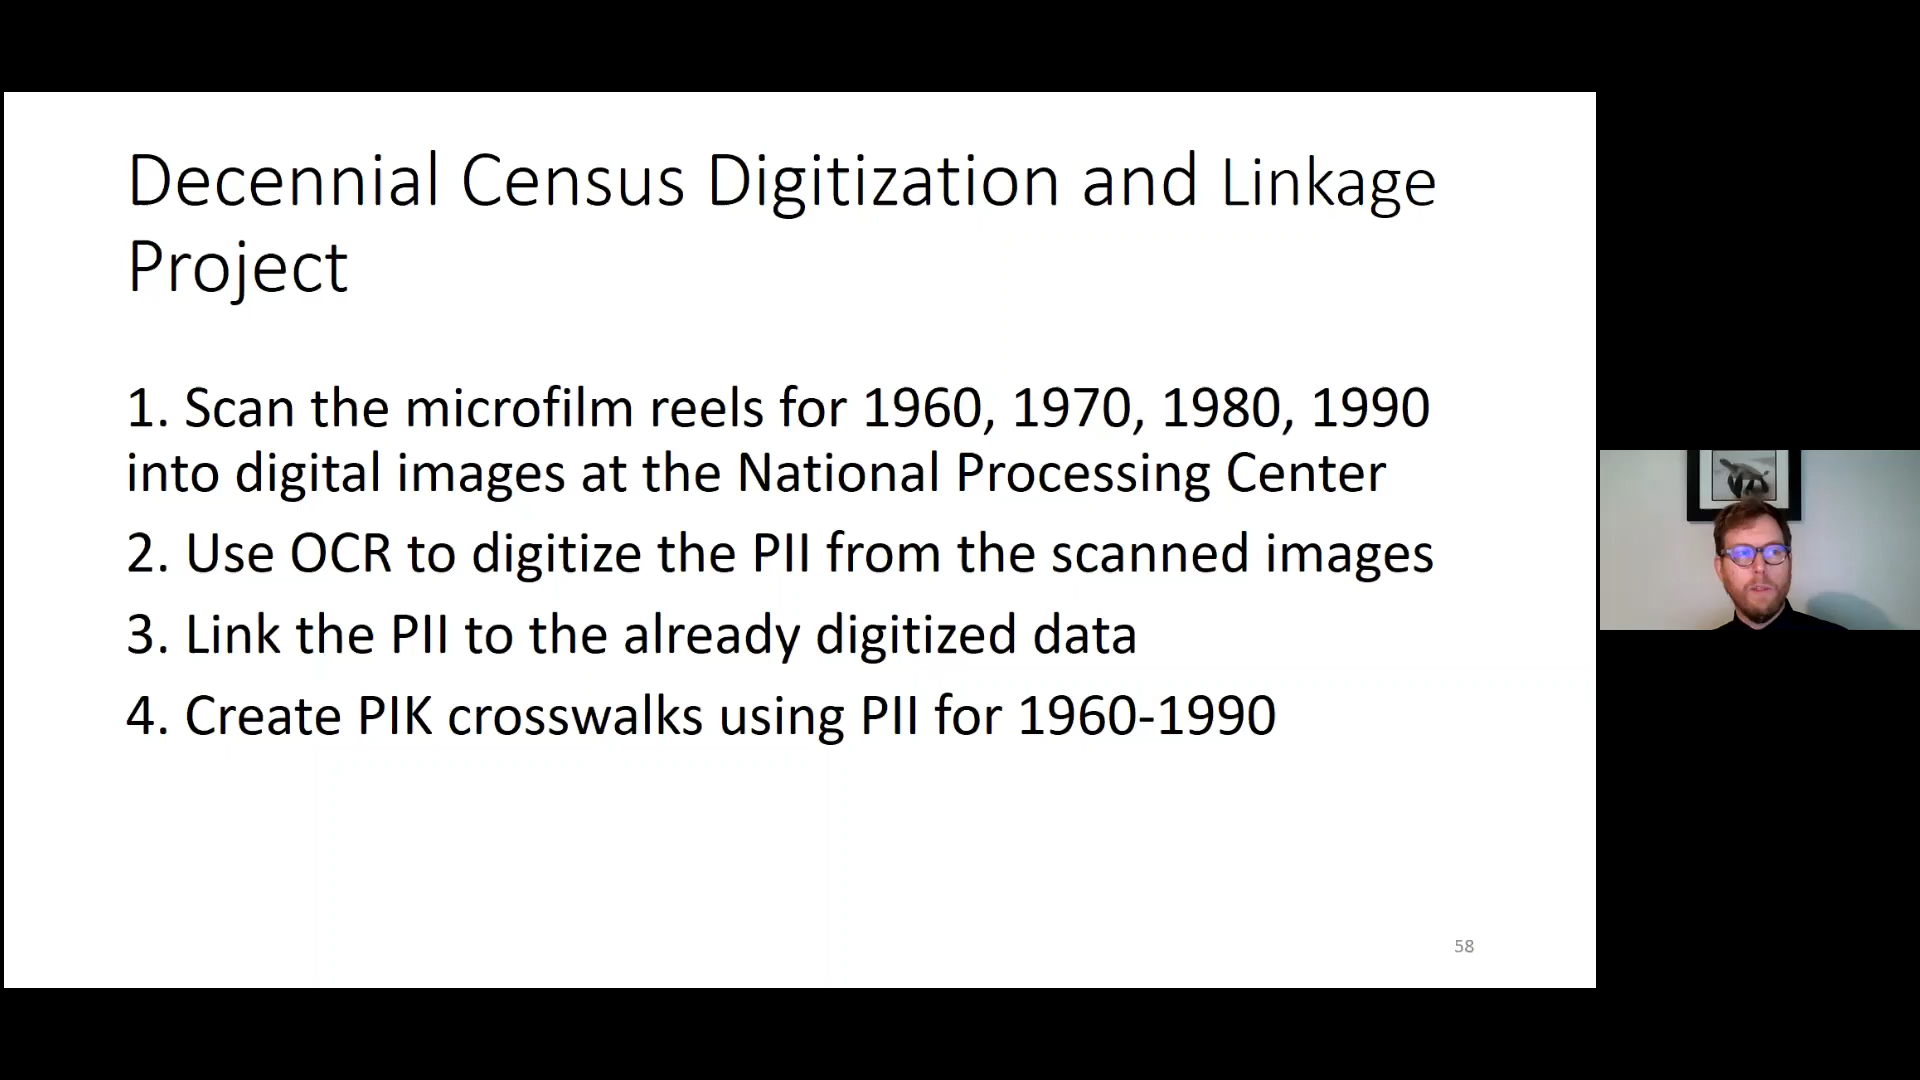 Decennial Census Digitization and Linkage
Project
1. Scan the microfilm reels for 1960, 1970, 1980, 1990
into digital images at the National Processing Center
2. Use OCR to digitize the PII from the scanned images
3. Link the PII to the already digitized data
4. Create PIK crosswalks using PII for 1960-1990
58